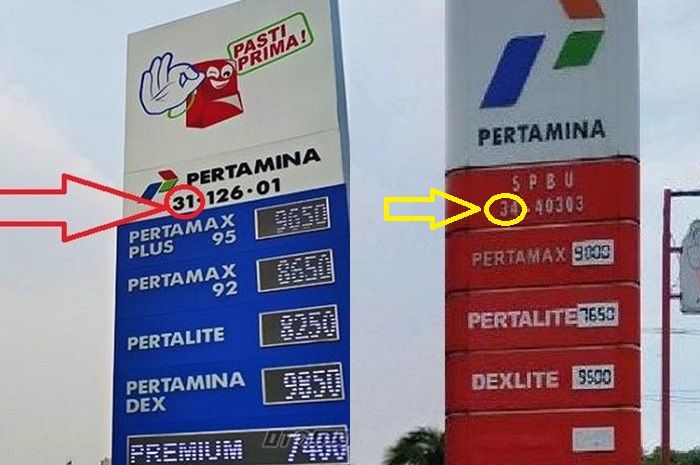 PASTI
PRIMA!
PERTAMINA
31·126·01
PERTAMAX
PLUS 95 9650
PERTAMAX
92 8650
PERTALITE 8250
PERTAMINA
DEX 9850
PREMIUM 7400
PERTAMINA
SPBU
34 40303
PERTAMAX 9000
PERTALITE 7650
DEXLITE 9500